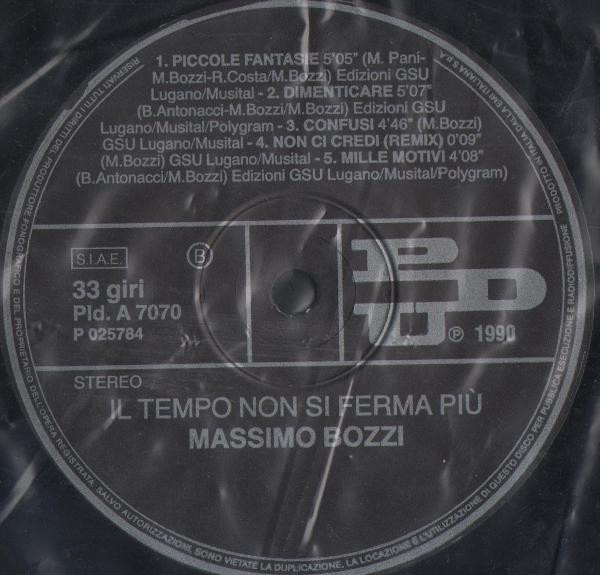 1. PICCOLE FANTASIE 5'05" (M. Pani-
M.Bozzi-R.Costa/M.Bozzi) Edizioni GSU
Lugano/Musital - 2. DIMENTICARE 5'07"
(B.Antonacci-M.Bozzi/M.Bozzi) Edizioni GSU
Lugano/Musital/Polygram - 3. CONFUSI 4'46" (M.Bozzi)
GSU Lugano/Musital - 4. NON CI CREDI (REMIX) 0'09"
(M.Bozzi) GSU Lugano/Musital - 5. MILLE MOTIVI 4'08"
(B.Antonacci/M.Bozzi) Edizioni GSU Lugano/Musital/Polygram)
S.I.A.E.
B
33 giri
Pld. A 7070
P 025784
PDU
℗ 1990
STEREO
IL TEMPO NON SI FERMA PIÙ
MASSIMO BOZZI
RISERVATI TUTTI I DIRITTI DEL PRODUTTORE FONOGRAFICO E DEL PROPRIETARIO DELL'OPERA REGISTRATA. SALVO AUTORIZZAZIONI, SONO VIETATE LA DUPLICAZIONE, LA LOCAZIONE E L'UTILIZZAZIONE DI QUESTO DISCO PER PUBBLICA ESECUZIONE E RADIODIFFUSIONE
PRODOTTO IN ITALIA DALLA EMI ITALIANA S.P.A.